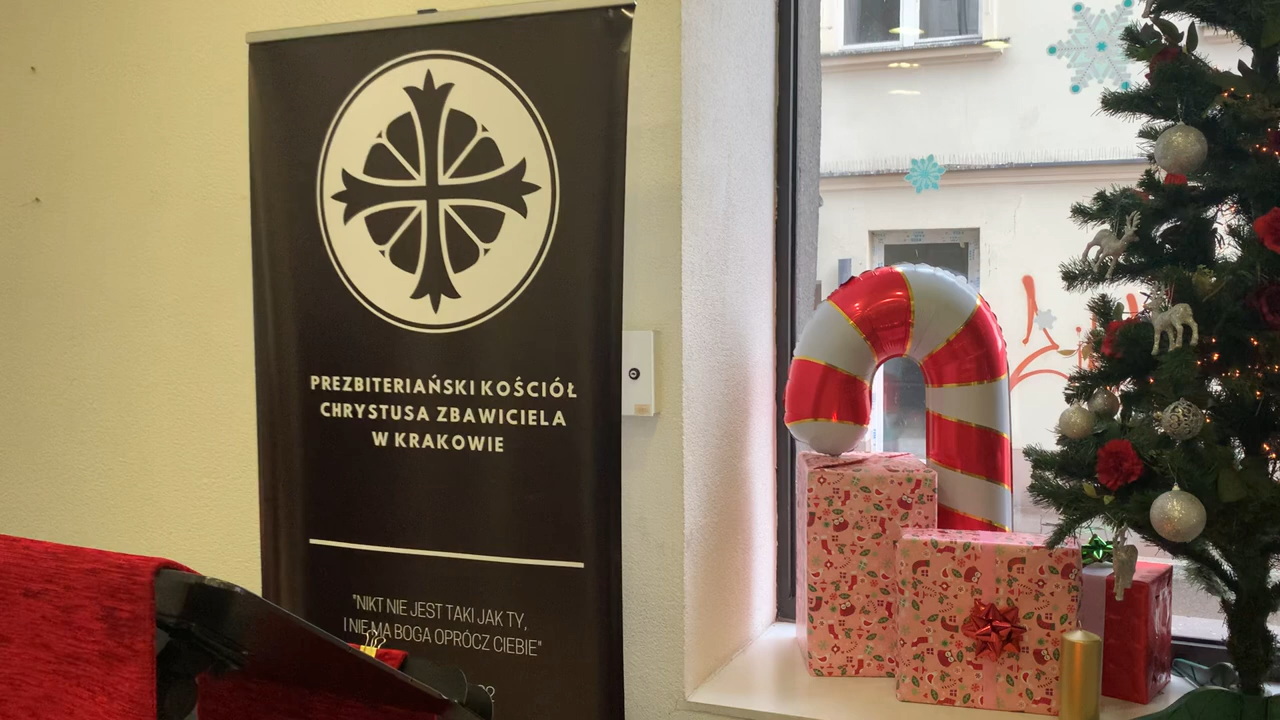 PREZBITERIAŃSKI KOŚCIÓŁ
CHRYSTUSA ZBAWICIELA
W KRAKOWIE
"NIKT NIE JEST TAKI JAK TY,
I NIE MA BOGA OPRÓCZ CIEBIE"